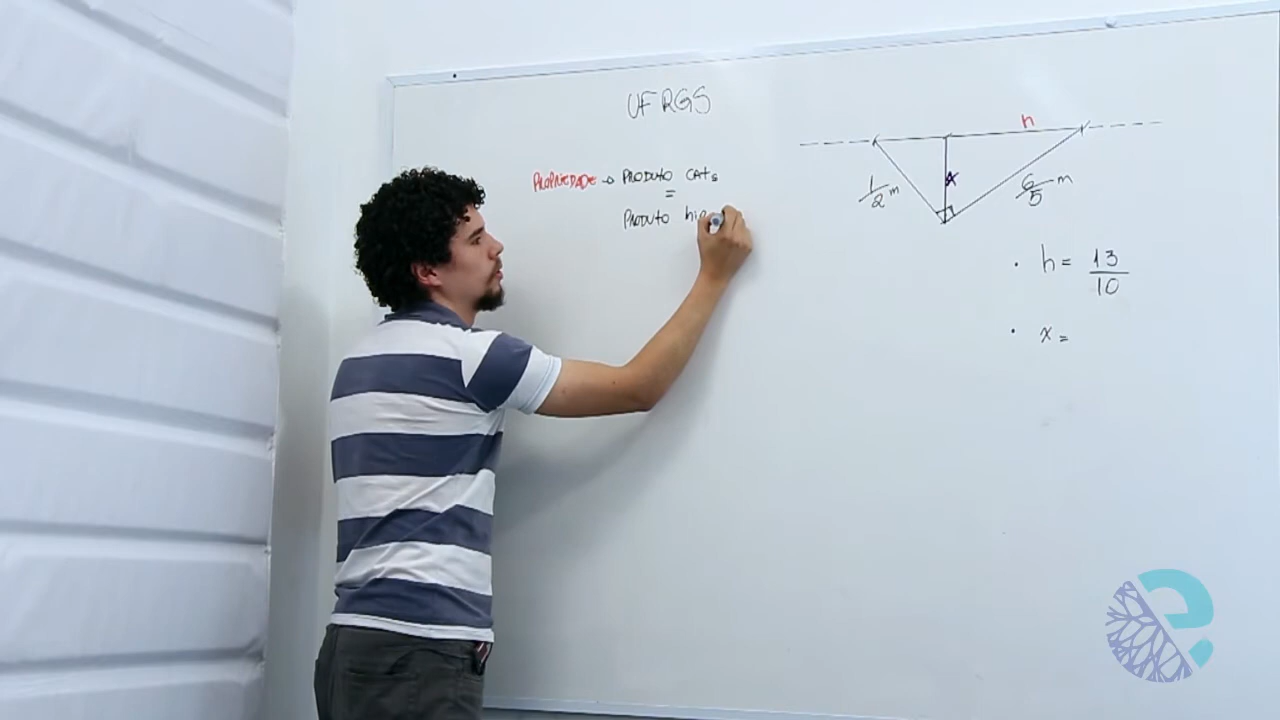 UFRGS
PROPRIEDADE → PRODUTO CATs
=
PRODUTO hip
h
x
1/2 m
6/5 m
• h = 13/10
• x =